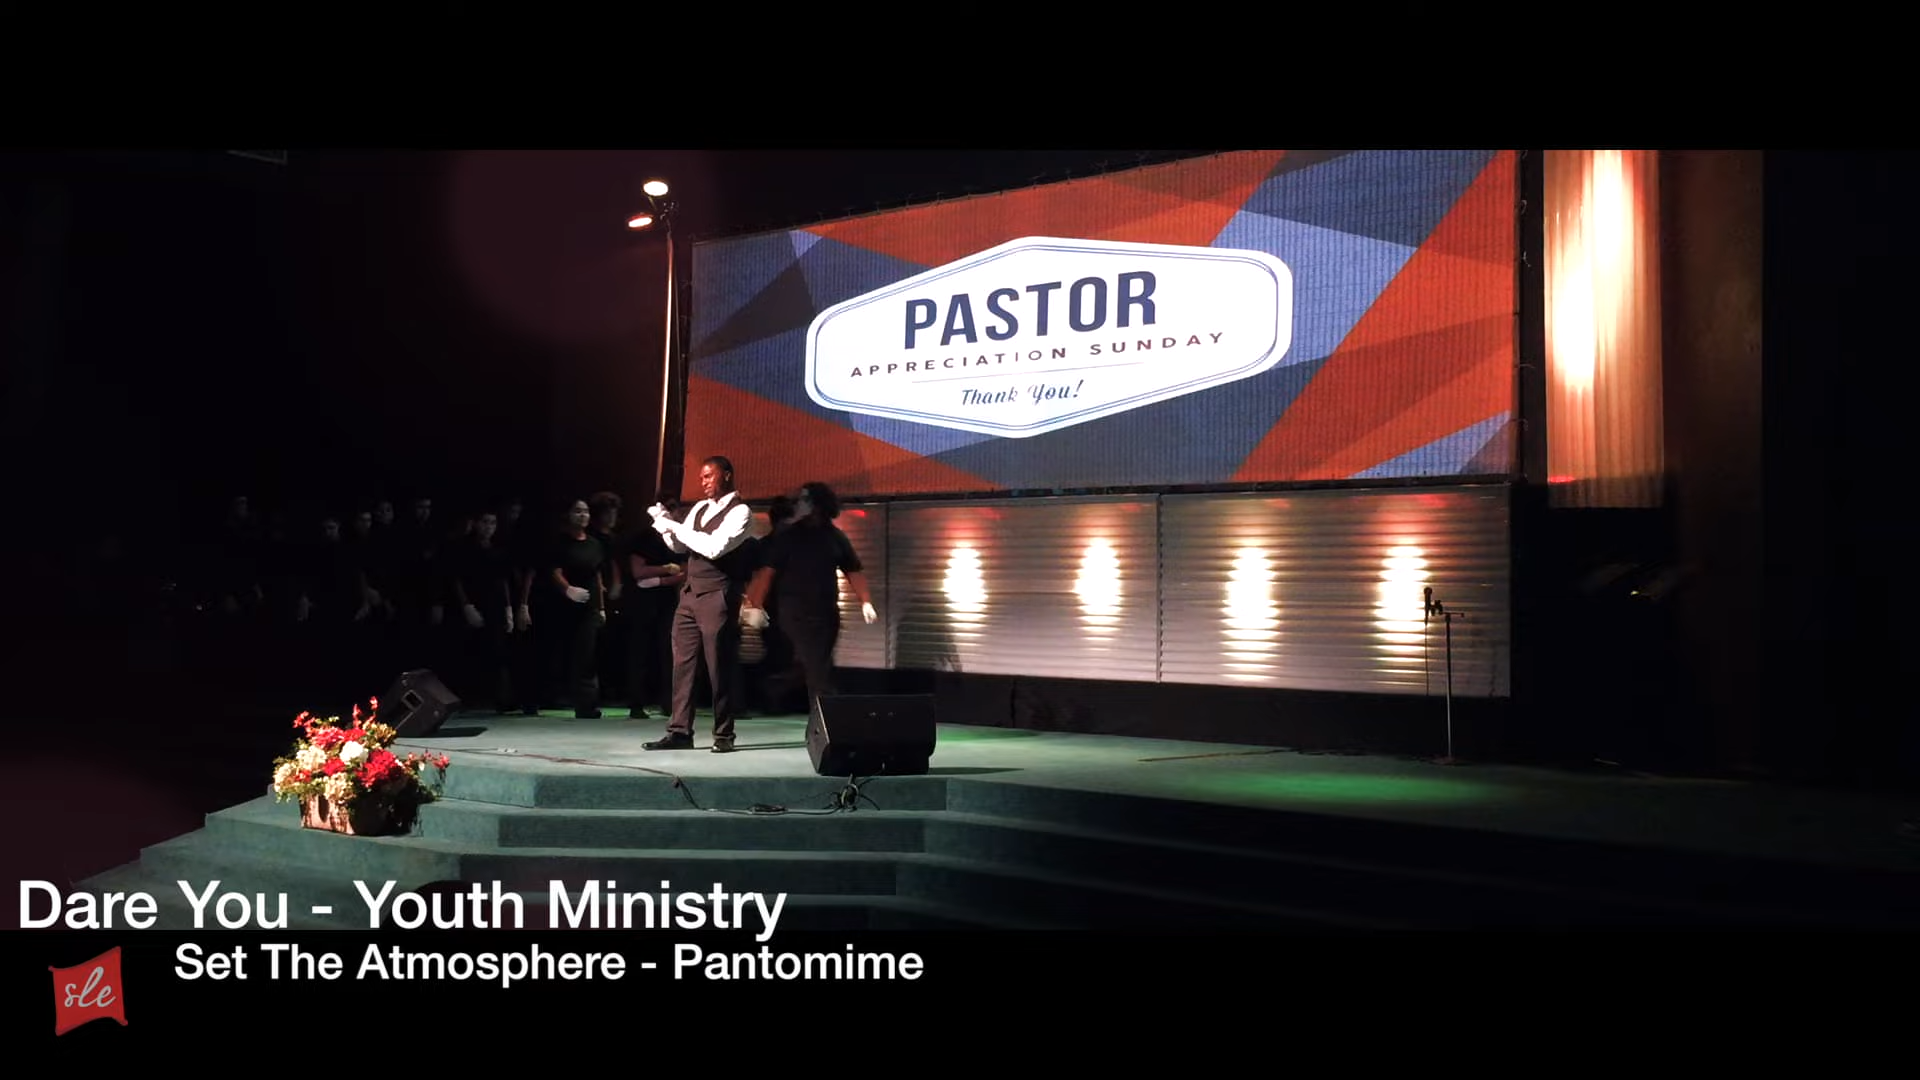 PASTOR
APPRECIATION SUNDAY
Thank You!
Dare You - Youth Ministry
Set The Atmosphere - Pantomime
sle